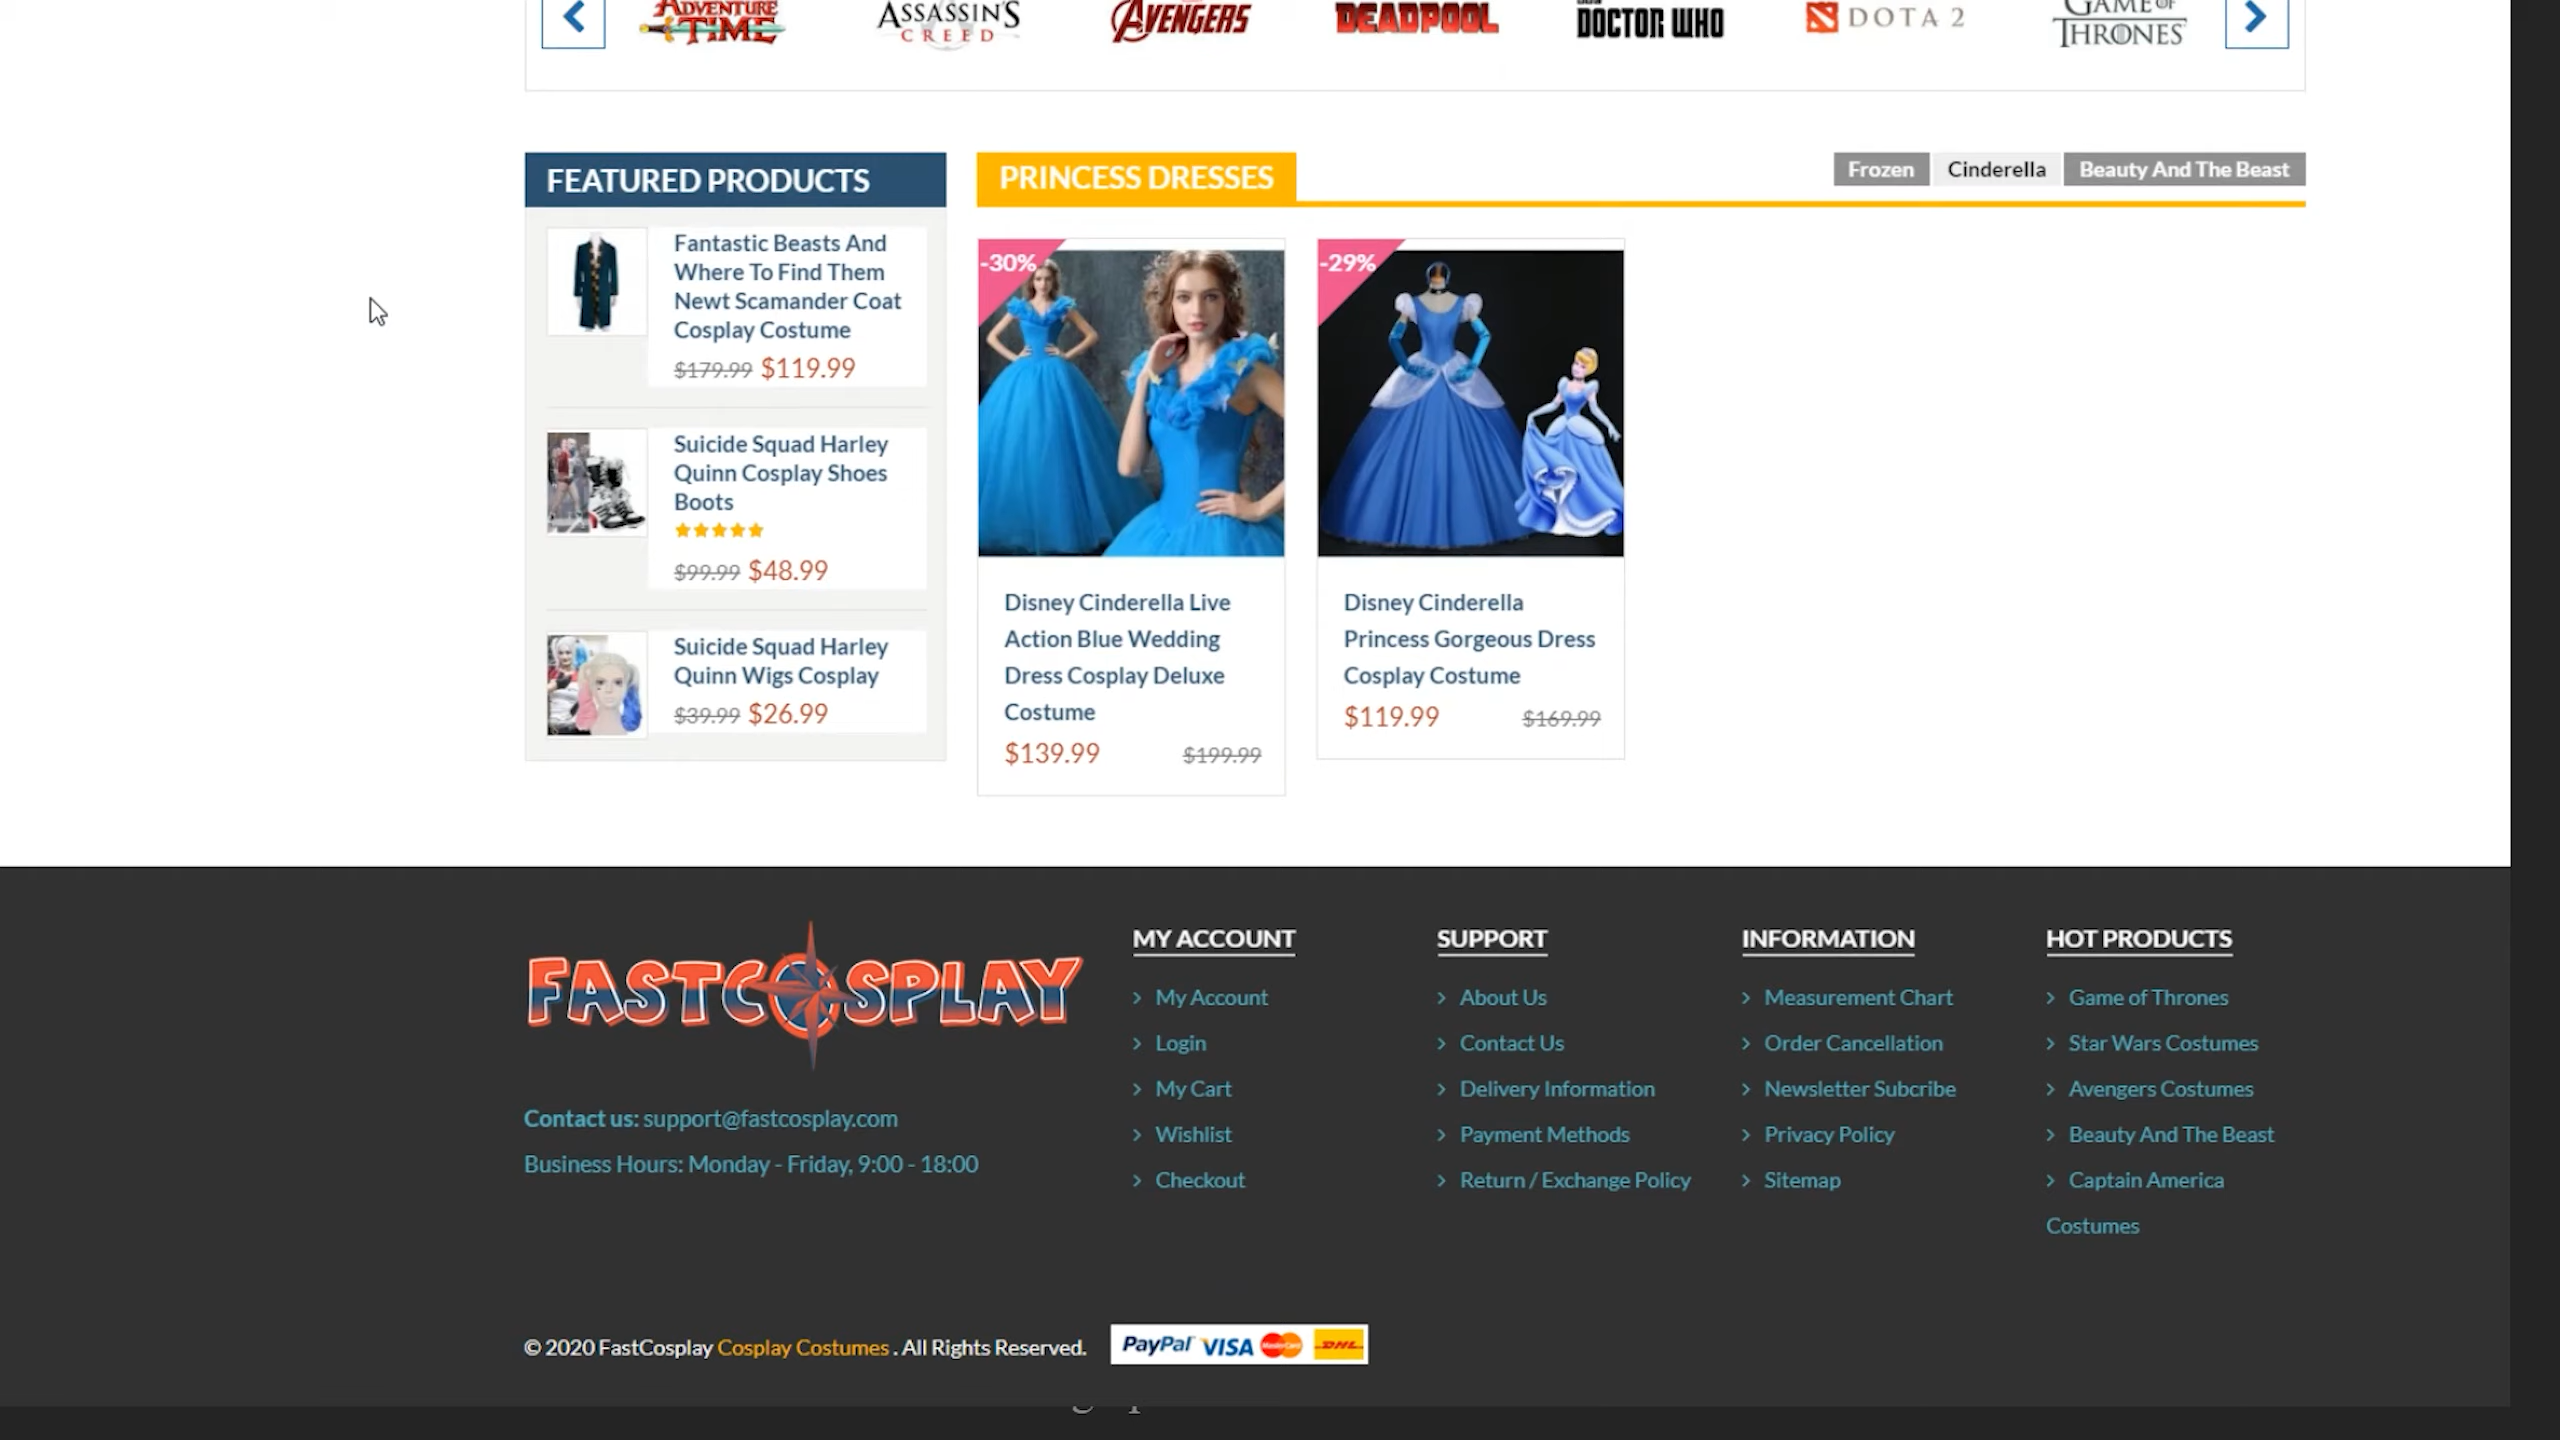 ADVENTURE
TIME
ASSASSIN'S
CREED
AVENGERS
DEADPOOL
DOCTOR WHO
DOTA 2
GAME OF
THRONES
FEATURED PRODUCTS
PRINCESS DRESSES
Frozen
Cinderella
Beauty And The Beast
Fantastic Beasts And
Where To Find Them
Newt Scamander Coat
Cosplay Costume
$179.99 $119.99
Suicide Squad Harley
Quinn Cosplay Shoes
Boots
$99.99 $48.99
Suicide Squad Harley
Quinn Wigs Cosplay
$39.99 $26.99
-30%
Disney Cinderella Live
Action Blue Wedding
Dress Cosplay Deluxe
Costume
$139.99 $199.99
-29%
Disney Cinderella
Princess Gorgeous Dress
Cosplay Costume
$119.99 $169.99
FASTCOSPLAY
Contact us: support@fastcosplay.com
Business Hours: Monday - Friday, 9:00 - 18:00
MY ACCOUNT
My Account
Login
My Cart
Wishlist
Checkout
SUPPORT
About Us
Contact Us
Delivery Information
Payment Methods
Return / Exchange Policy
INFORMATION
Measurement Chart
Order Cancellation
Newsletter Subcribe
Privacy Policy
Sitemap
HOT PRODUCTS
Game of Thrones
Star Wars Costumes
Avengers Costumes
Beauty And The Beast
Captain America
Costumes
© 2020 FastCosplay Cosplay Costumes . All Rights Reserved.
PayPal VISA MasterCard DHL